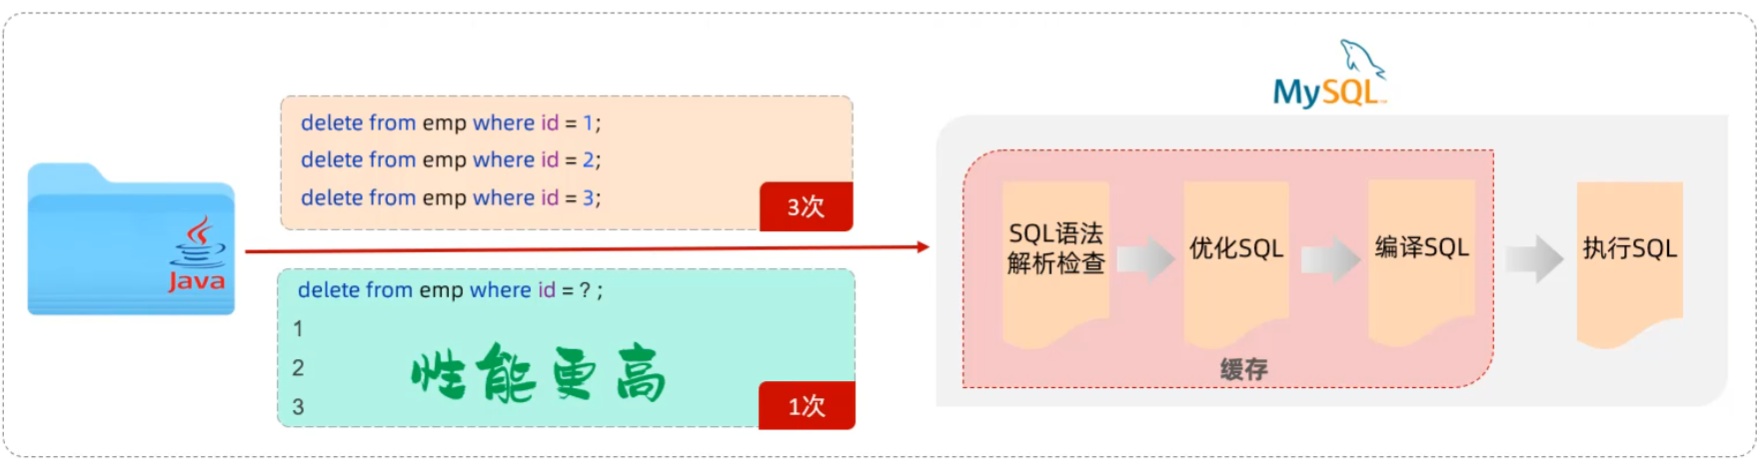 delete from emp where id = 1;
delete from emp where id = 2;
delete from emp where id = 3;
3次
Java
delete from emp where id = ? ;
1
2
3
性能更高
1次
MySQL
SQL语法
解析检查
优化SQL
编译SQL
执行SQL
缓存